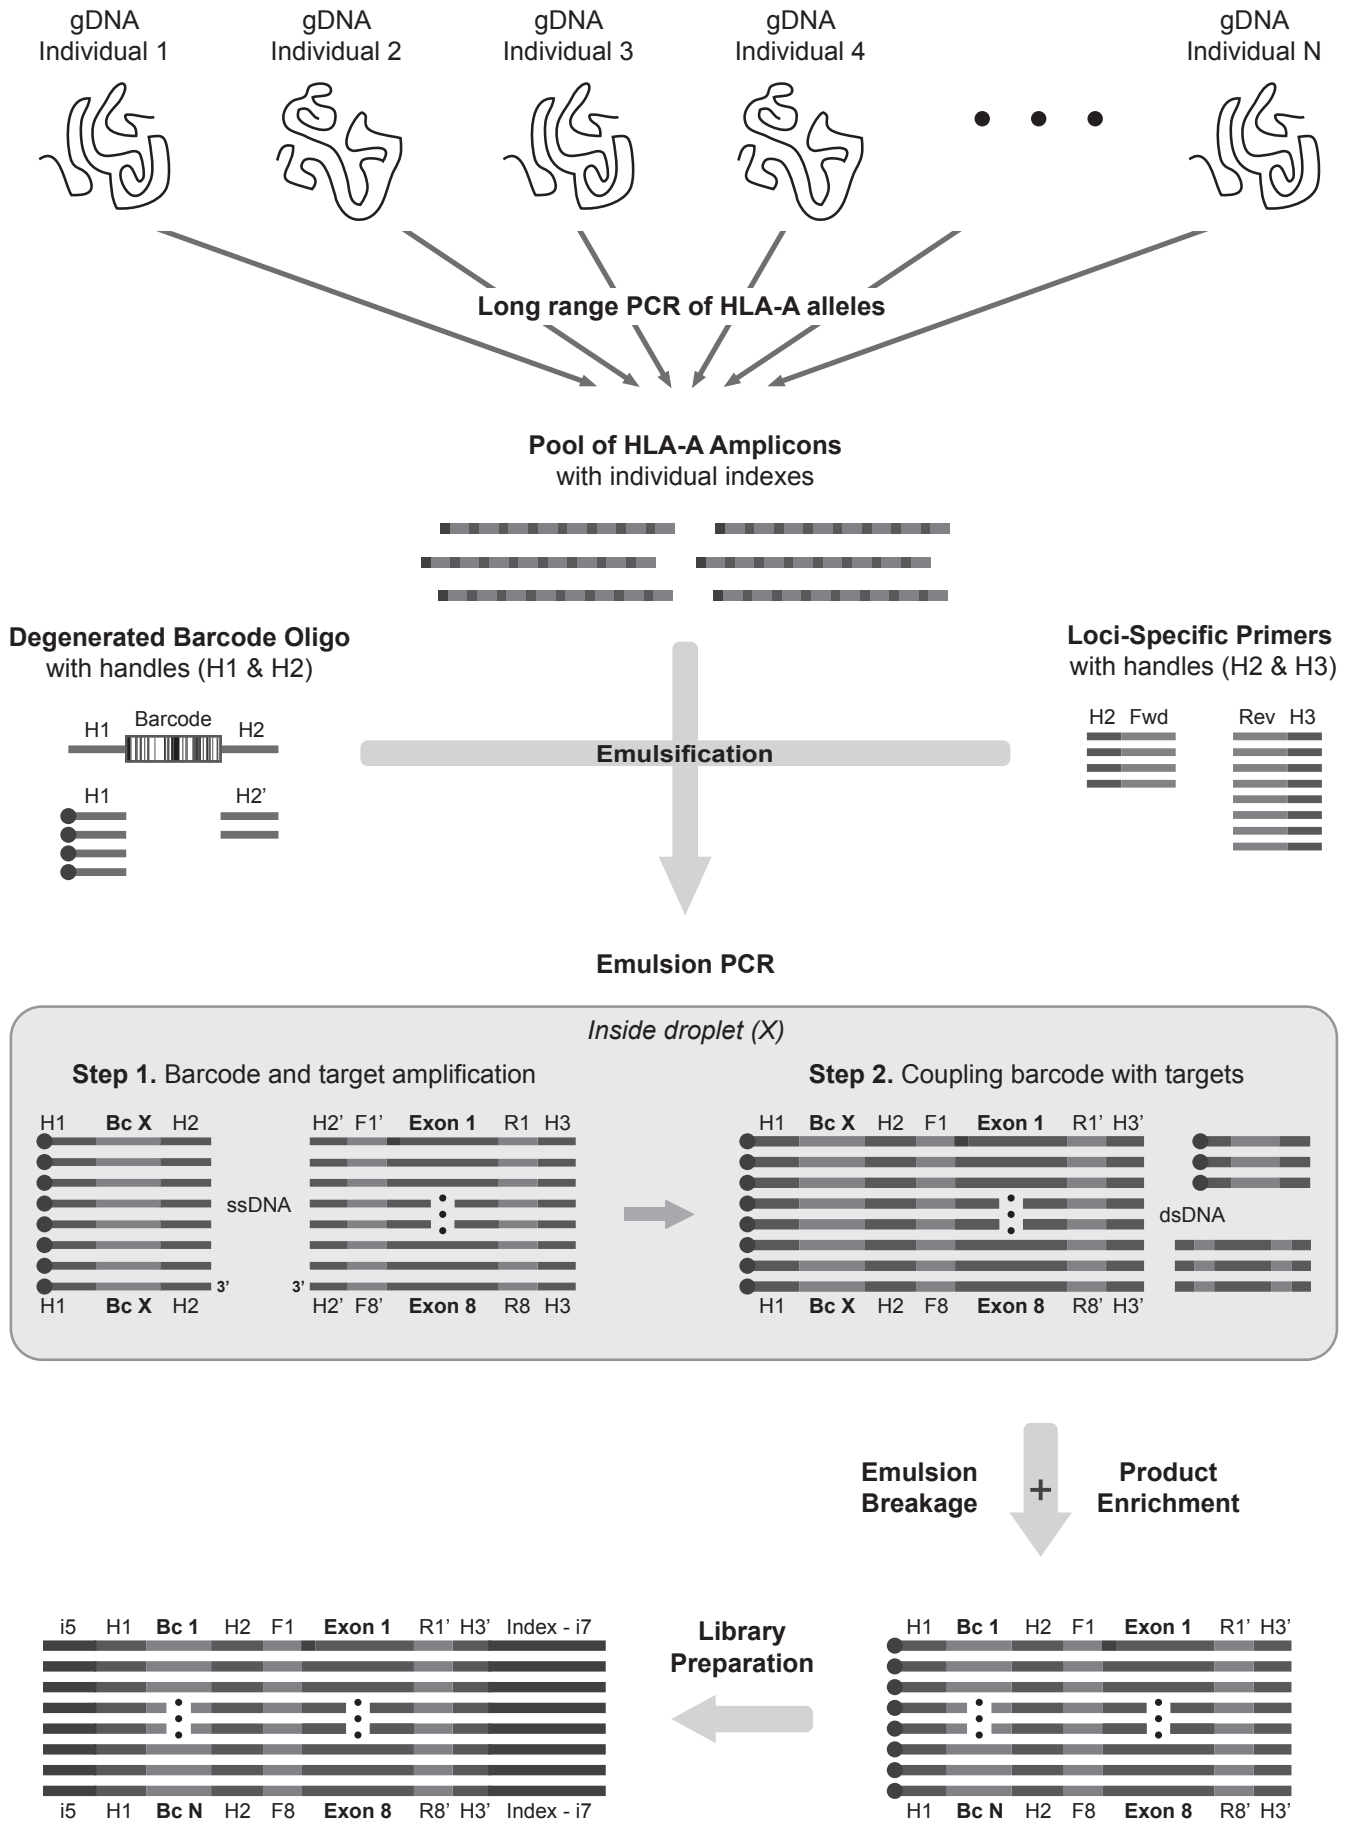 gDNA
Individual 1
gDNA
Individual 2
gDNA
Individual 3
gDNA
Individual 4
gDNA
Individual N
Long range PCR of HLA-A alleles
Pool of HLA-A Amplicons
with individual indexes
Degenerated Barcode Oligo
with handles (H1 & H2)
H1 Barcode H2
H1 H2’
Loci-Specific Primers
with handles (H2 & H3)
H2 Fwd Rev H3
Emulsification
Emulsion PCR
Inside droplet (X)
Step 1. Barcode and target amplification
H1 Bc X H2 H2’ F1’ Exon 1 R1 H3
ssDNA
3’ 3’
H1 Bc X H2 H2’ F8’ Exon 8 R8 H3
Step 2. Coupling barcode with targets
H1 Bc X H2 F1 Exon 1 R1’ H3’
dsDNA
H1 Bc X H2 F8 Exon 8 R8’ H3’
Emulsion
Breakage
+
Product
Enrichment
H1 Bc 1 H2 F1 Exon 1 R1’ H3’
H1 Bc N H2 F8 Exon 8 R8’ H3’
Library
Preparation
i5 H1 Bc 1 H2 F1 Exon 1 R1’ H3’ Index - i7
i5 H1 Bc N H2 F8 Exon 8 R8’ H3’ Index - i7